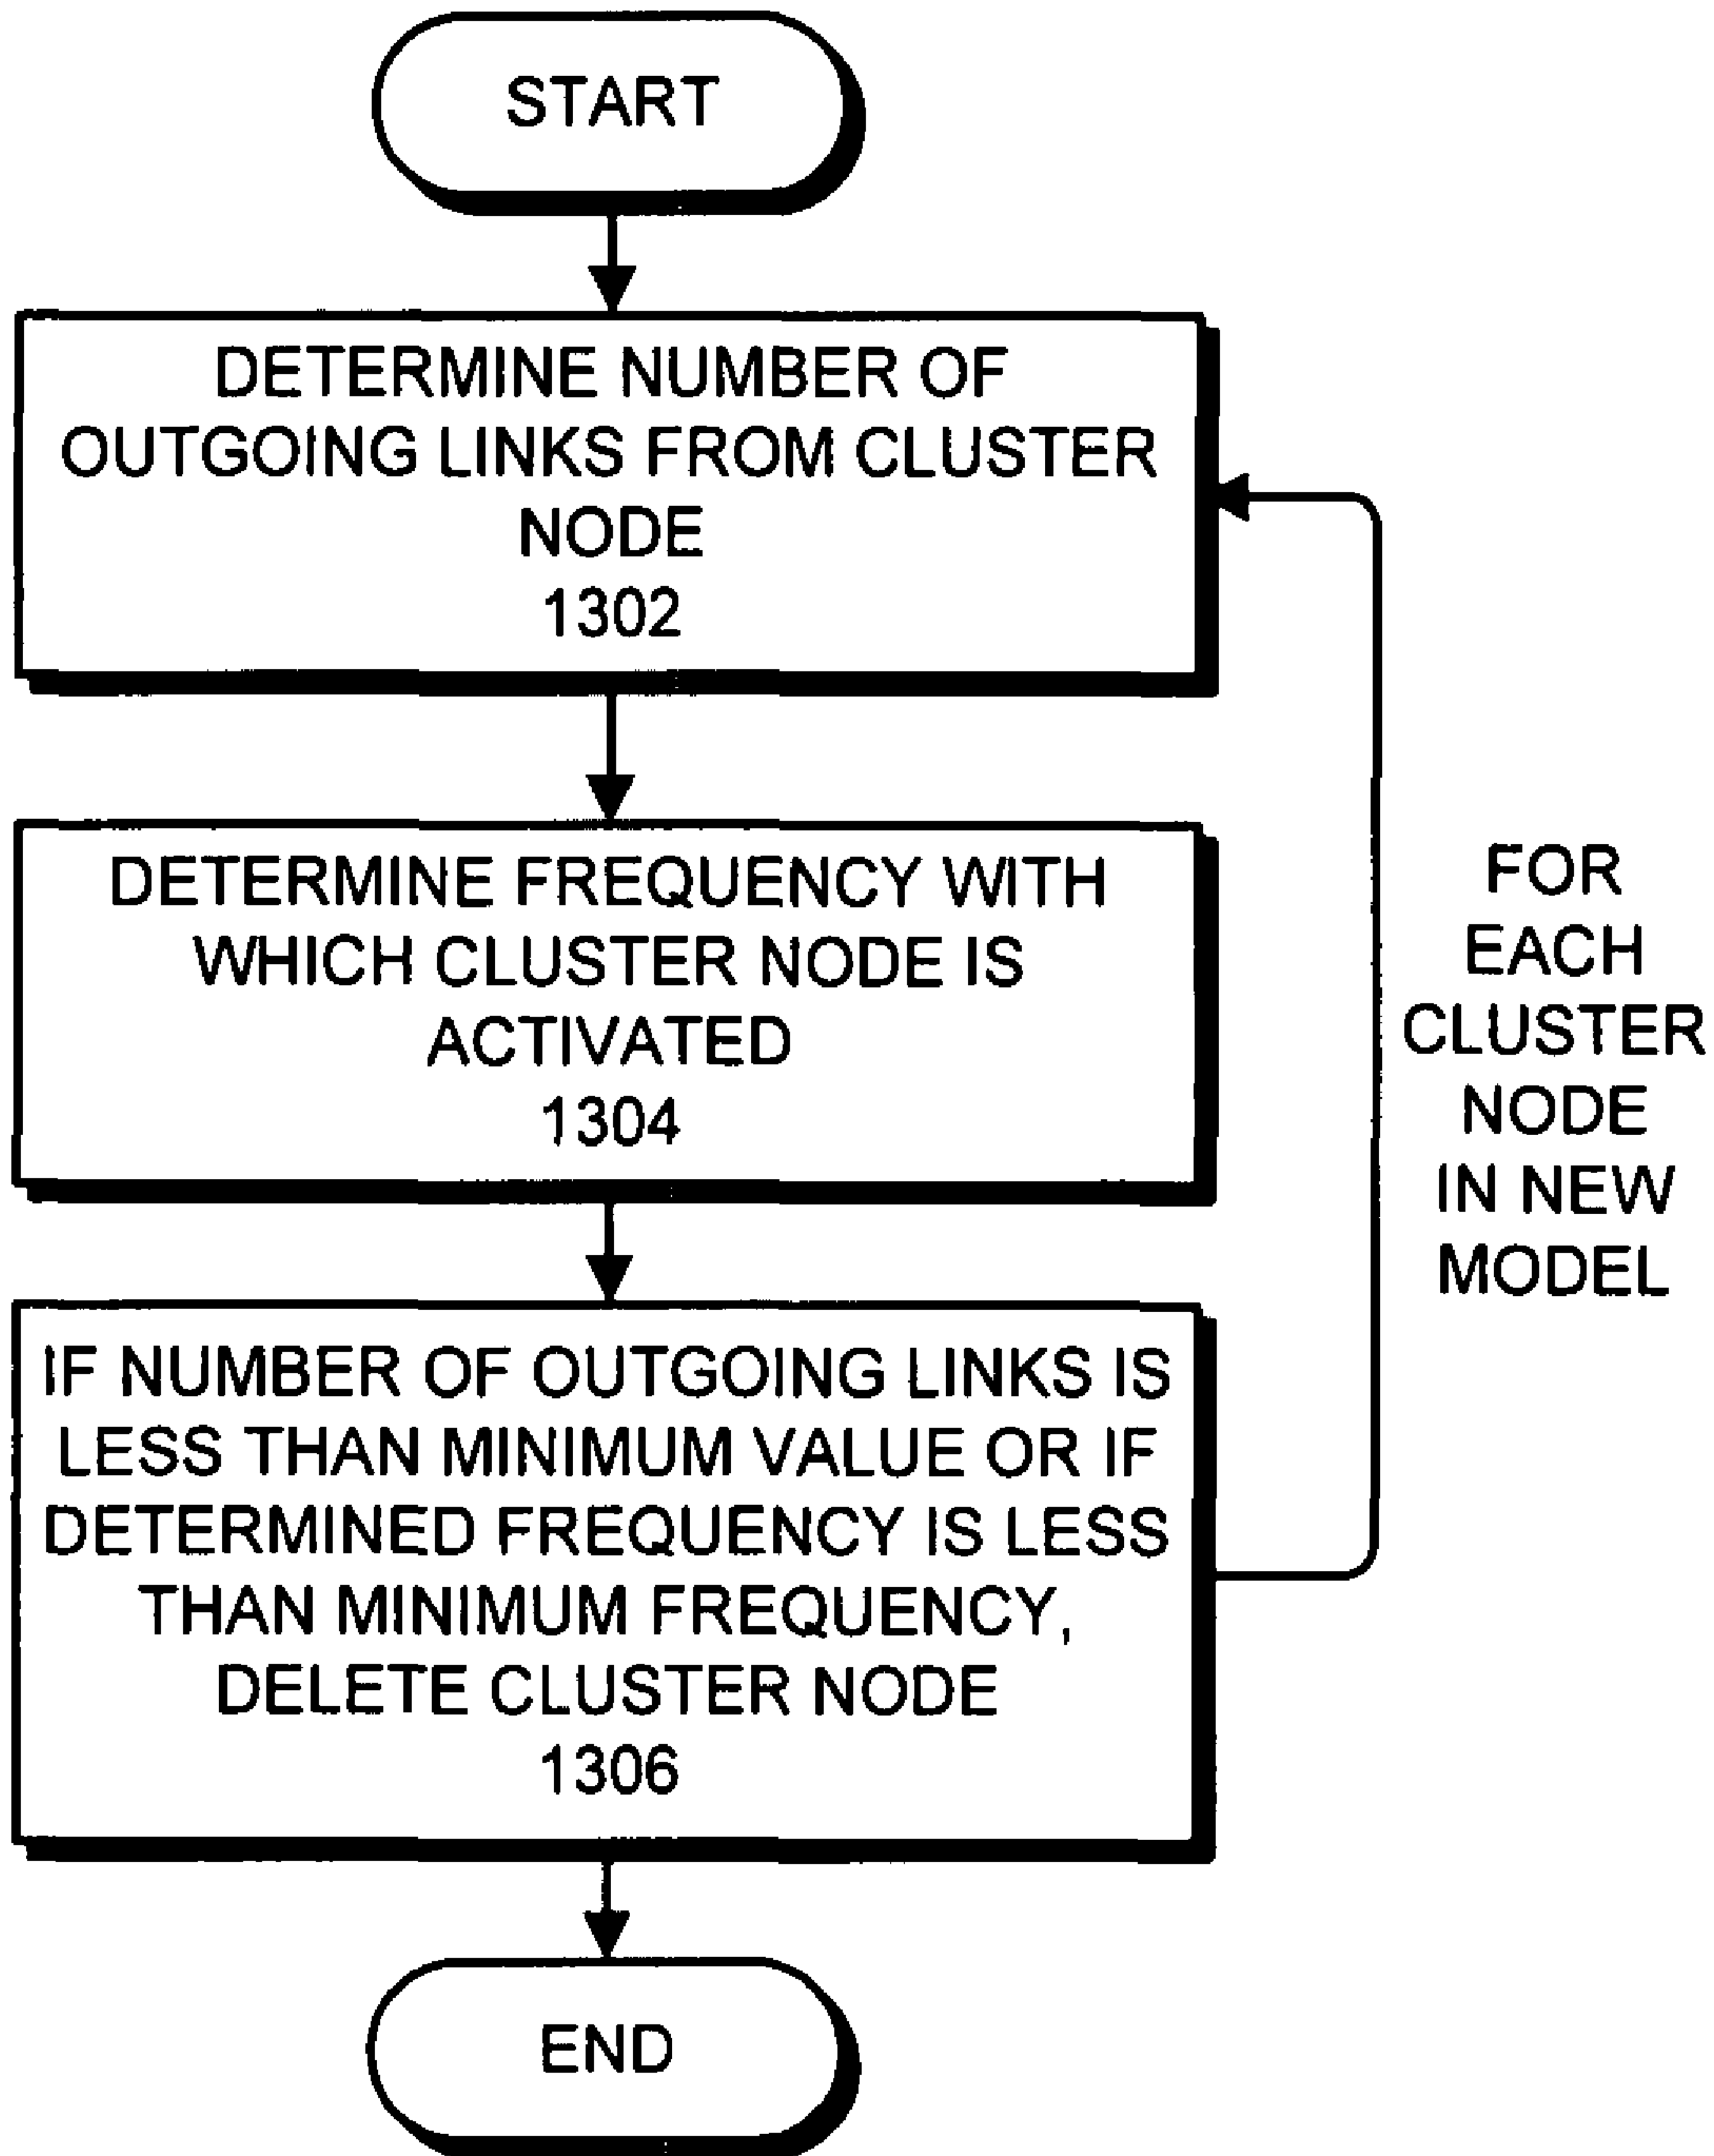 START
DETERMINE NUMBER OF
OUTGOING LINKS FROM CLUSTER
NODE
1302
DETERMINE FREQUENCY WITH
WHICH CLUSTER NODE IS
ACTIVATED
1304
IF NUMBER OF OUTGOING LINKS IS
LESS THAN MINIMUM VALUE OR IF
DETERMINED FREQUENCY IS LESS
THAN MINIMUM FREQUENCY,
DELETE CLUSTER NODE
1306
FOR
EACH
CLUSTER
NODE
IN NEW
MODEL
END